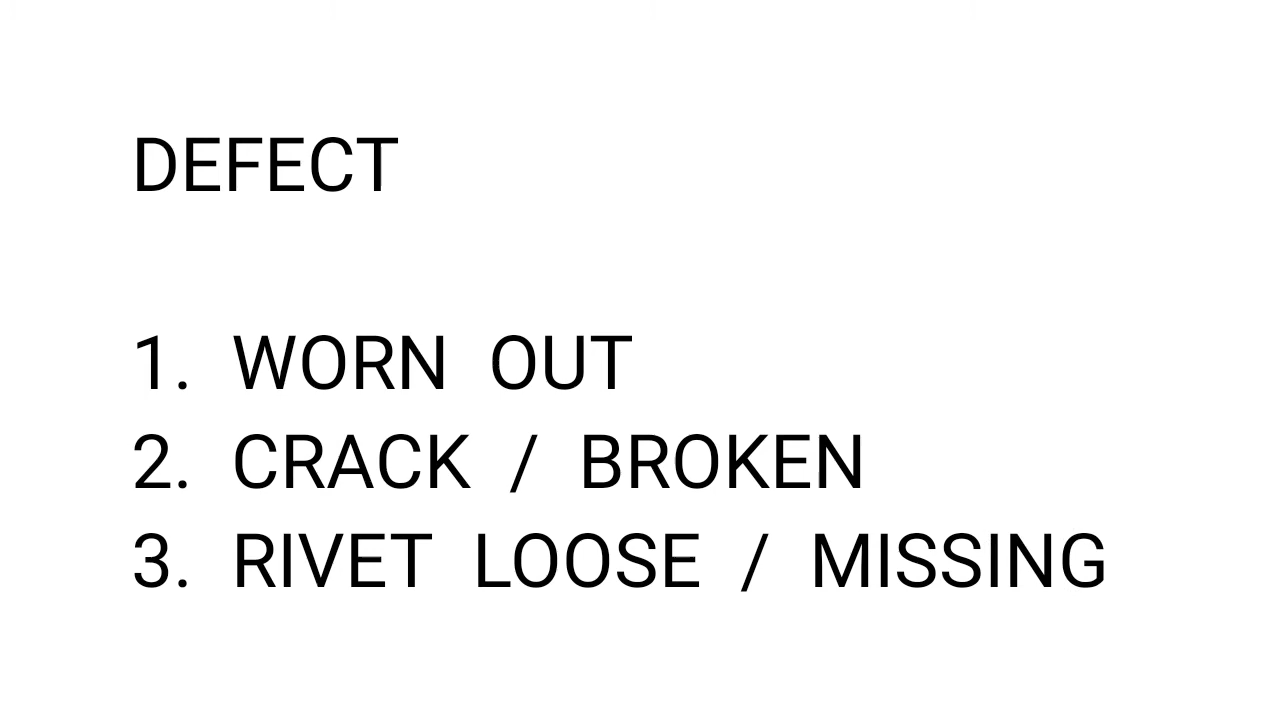 DEFECT
1. WORN OUT
2. CRACK / BROKEN
3. RIVET LOOSE / MISSING